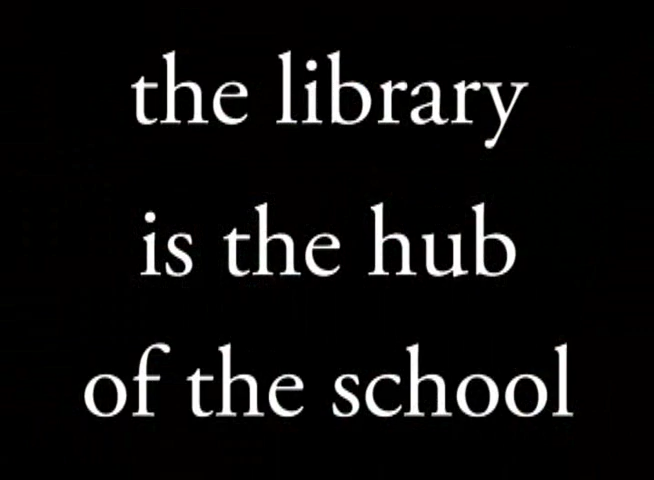 the library
is the hub
of the school